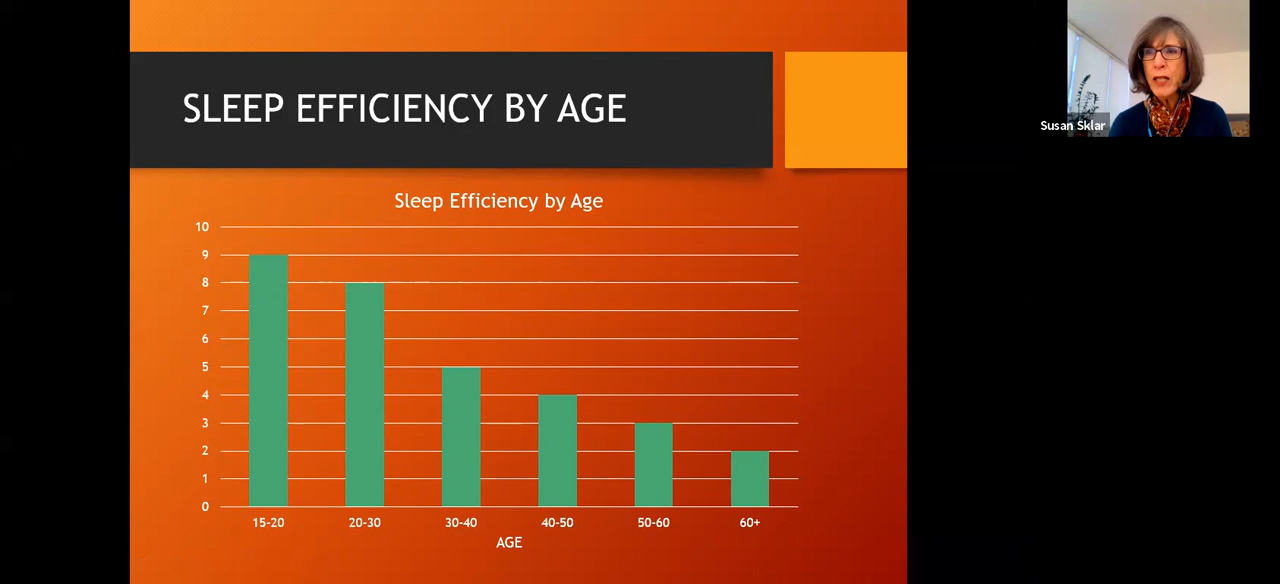 SLEEP EFFICIENCY BY AGE
Susan Sklar
Sleep Efficiency by Age
10
9
8
7
6
5
4
3
2
1
0
15-20 20-30 30-40 40-50 50-60 60+
AGE